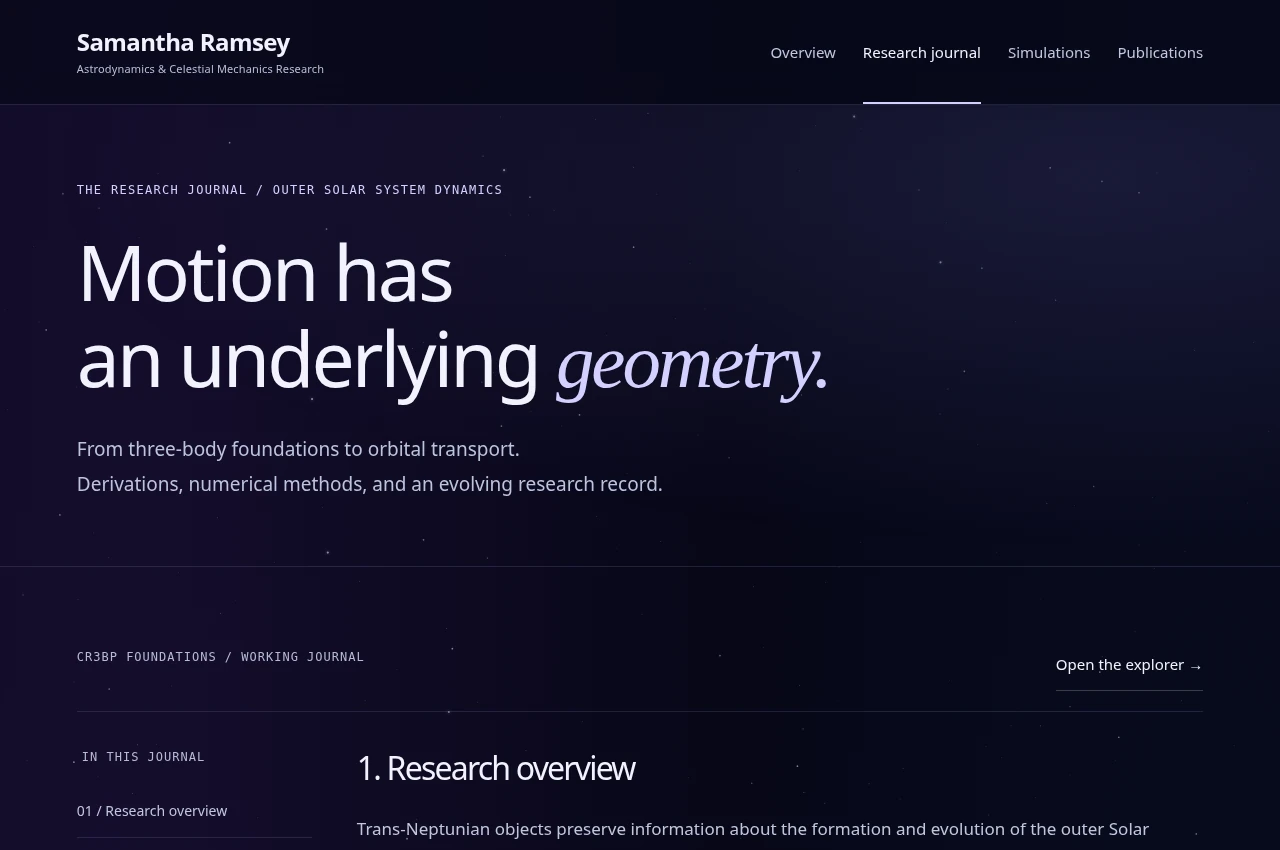 Samantha Ramsey
Astrodynamics & Celestial Mechanics Research
Overview
Research journal
Simulations
Publications
THE RESEARCH JOURNAL / OUTER SOLAR SYSTEM DYNAMICS
Motion has
an underlying geometry.
From three-body foundations to orbital transport.
Derivations, numerical methods, and an evolving research record.
CR3BP FOUNDATIONS / WORKING JOURNAL
Open the explorer →
IN THIS JOURNAL
01 / Research overview
1. Research overview
Trans-Neptunian objects preserve information about the formation and evolution of the outer Solar